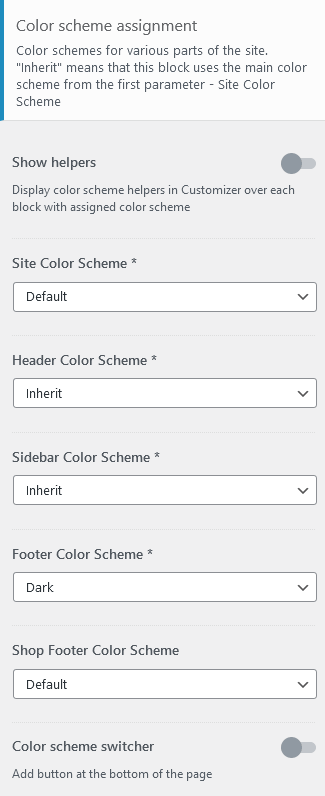 Color scheme assignment
Color schemes for various parts of the site.
"Inherit" means that this block uses the main color
scheme from the first parameter - Site Color
Scheme
Show helpers
Display color scheme helpers in Customizer over each
block with assigned color scheme
Site Color Scheme *
Default
Header Color Scheme *
Inherit
Sidebar Color Scheme *
Inherit
Footer Color Scheme *
Dark
Shop Footer Color Scheme
Default
Color scheme switcher
Add button at the bottom of the page